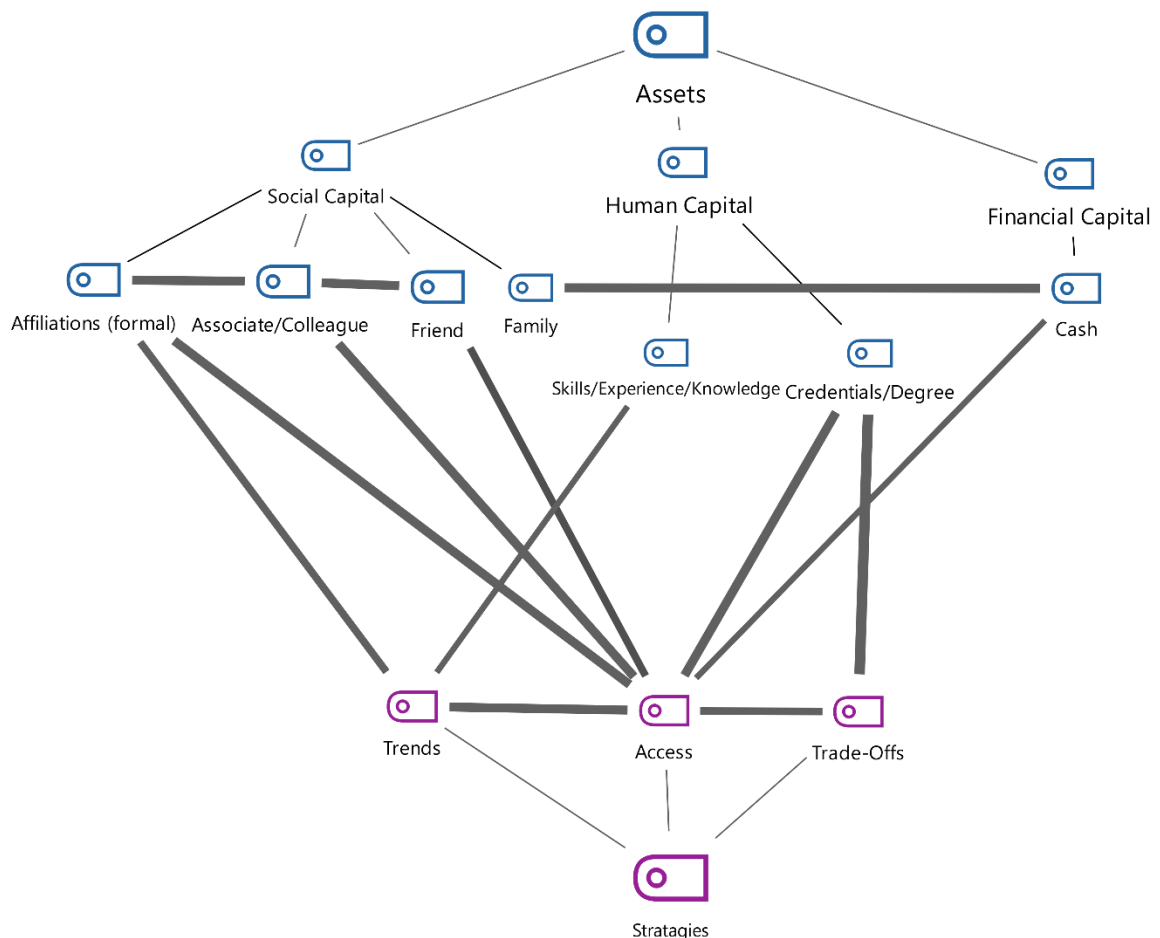 Assets
Social Capital
Human Capital
Financial Capital
Affiliations (formal)
Associate/Colleague
Friend
Family
Cash
Skills/Experience/Knowledge
Credentials/Degree
Trends
Access
Trade-Offs
Stratagies